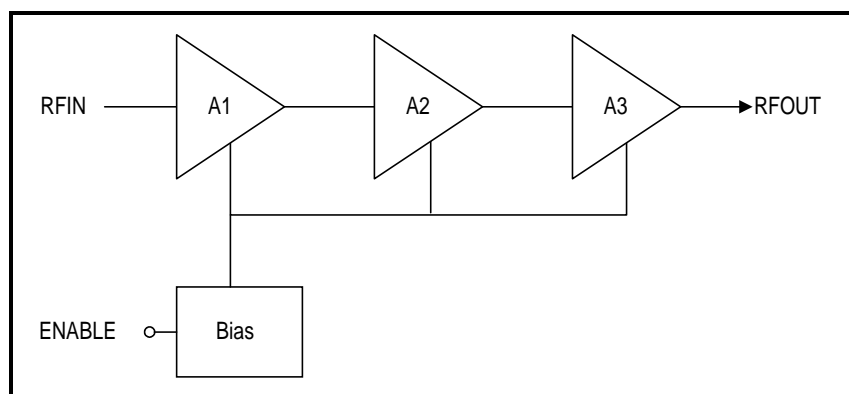 RFIN
A1
A2
A3
RFOUT
ENABLE
Bias